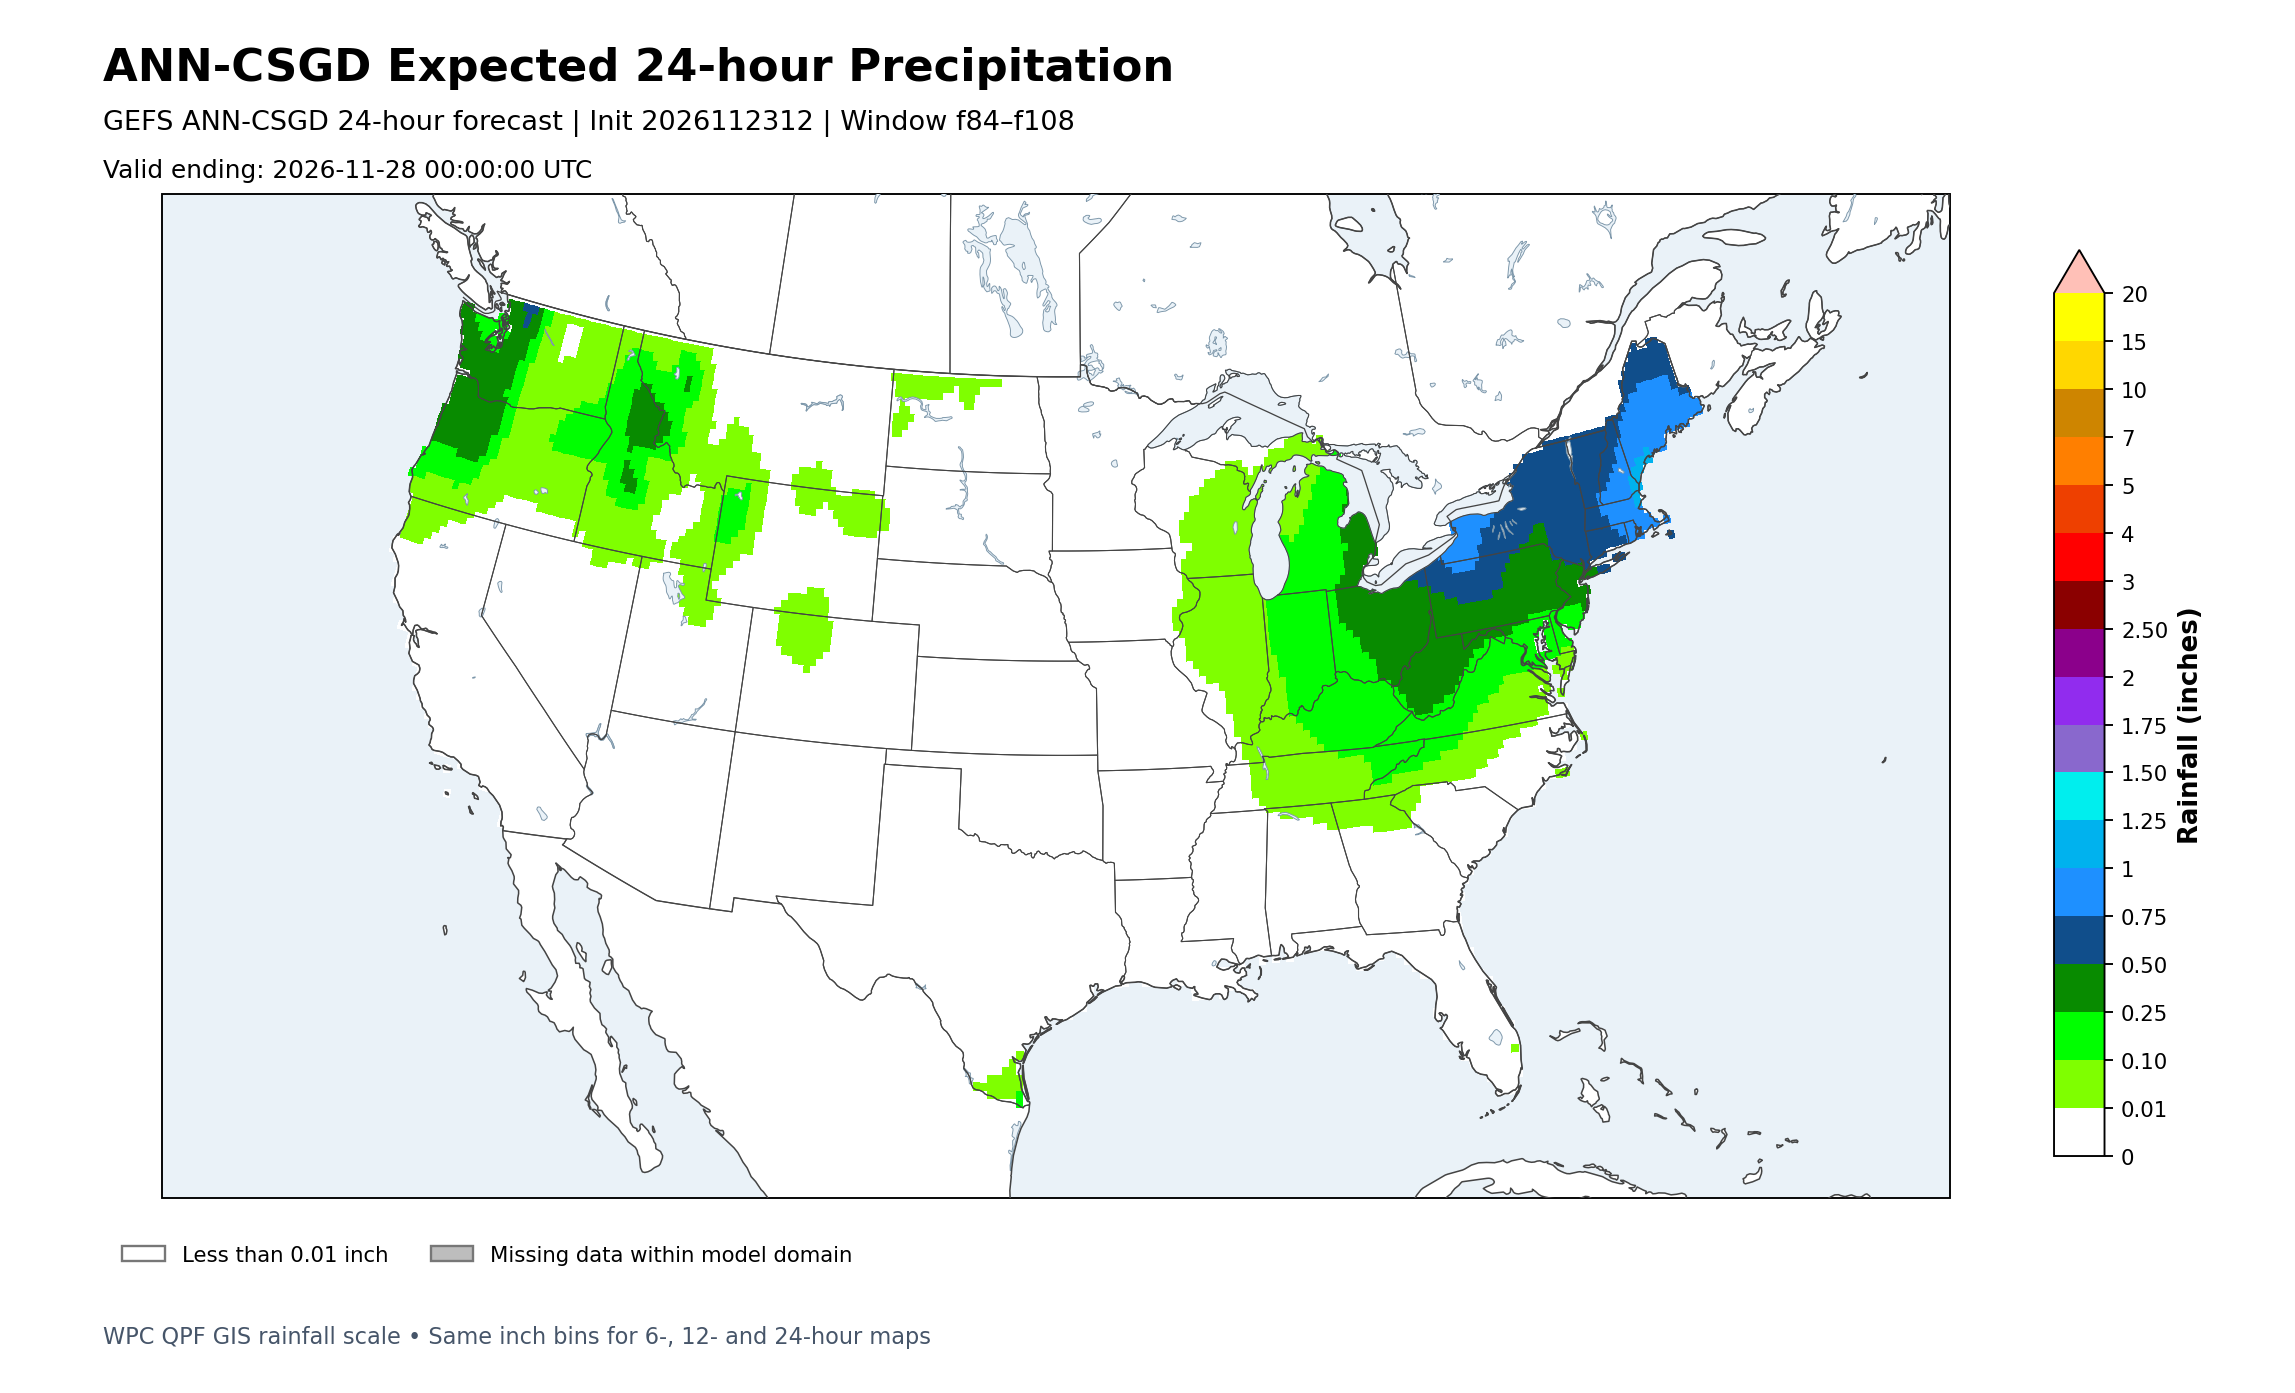 ANN-CSGD Expected 24-hour Precipitation
GEFS ANN-CSGD 24-hour forecast | Init 2026112312 | Window f84–f108
Valid ending: 2026-11-28 00:00:00 UTC
20
15
10
7
5
4
3
2.50
2
1.75
1.50
1.25
1
0.75
0.50
0.25
0.10
0.01
0
Rainfall (inches)
Less than 0.01 inch
Missing data within model domain
WPC QPF GIS rainfall scale • Same inch bins for 6-, 12- and 24-hour maps